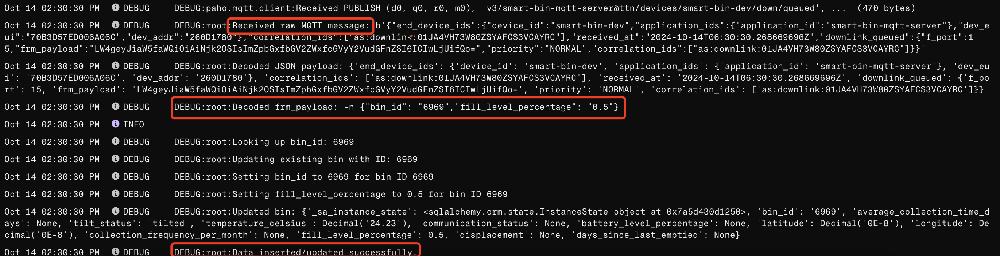 Oct 14 02:30:30 PM DEBUG DEBUG:paho.mqtt.client:Received PUBLISH (d0, q0, r0, m0), 'v3/smart-bin-mqtt-server@ttn/devices/smart-bin-dev/down/queued', ... (470 bytes)
Oct 14 02:30:30 PM DEBUG DEBUG:root:Received raw MQTT message: b'{"end_device_ids":{"device_id":"smart-bin-dev","application_ids":{"application_id":"smart-bin-mqtt-server"},"dev_e
ui":"70B3D57ED006A06C","dev_addr":"260D1780"},"correlation_ids":["as:downlink:01JA4VH73W80ZSYAFCS3VCAYRC"],"received_at":"2024-10-14T06:30:30.268669696Z","downlink_queued":{"f_port":1
5,"frm_payload":"LW4geyJiaW5faWQiOiAiNjk2OSIsImZpbGxfbGV2ZWxfcGVyY2VudGFnZSI6ICIwLjUifQo=","priority":"NORMAL","correlation_ids":["as:downlink:01JA4VH73W80ZSYAFCS3VCAYRC"]}}'
Oct 14 02:30:30 PM DEBUG DEBUG:root:Decoded JSON payload: {'end_device_ids': {'device_id': 'smart-bin-dev', 'application_ids': {'application_id': 'smart-bin-mqtt-server'}, 'dev_eu
i': '70B3D57ED006A06C', 'dev_addr': '260D1780'}, 'correlation_ids': ['as:downlink:01JA4VH73W80ZSYAFCS3VCAYRC'], 'received_at': '2024-10-14T06:30:30.268669696Z', 'downlink_queued': {'f_po
rt': 15, 'frm_payload': 'LW4geyJiaW5faWQiOiAiNjk2OSIsImZpbGxfbGV2ZWxfcGVyY2VudGFnZSI6ICIwLjUifQo=', 'priority': 'NORMAL', 'correlation_ids': ['as:downlink:01JA4VH73W80ZSYAFCS3VCAYRC']}}
Oct 14 02:30:30 PM DEBUG DEBUG:root:Decoded frm_payload: -n {"bin_id": "6969","fill_level_percentage": "0.5"}
Oct 14 02:30:30 PM INFO
Oct 14 02:30:30 PM DEBUG DEBUG:root:Looking up bin_id: 6969
Oct 14 02:30:30 PM DEBUG DEBUG:root:Updating existing bin with ID: 6969
Oct 14 02:30:30 PM DEBUG DEBUG:root:Setting bin_id to 6969 for bin ID 6969
Oct 14 02:30:30 PM DEBUG DEBUG:root:Setting fill_level_percentage to 0.5 for bin ID 6969
Oct 14 02:30:30 PM DEBUG DEBUG:root:Updated bin: {'_sa_instance_state': <sqlalchemy.orm.state.InstanceState object at 0x7a5d430d1250>, 'bin_id': '6969', 'average_collection_time_d
ays': None, 'tilt_status': 'tilted', 'temperature_celsius': Decimal('24.23'), 'communication_status': None, 'battery_level_percentage': None, 'latitude': Decimal('0E-8'), 'longitude': De
cimal('0E-8'), 'collection_frequency_per_month': None, 'fill_level_percentage': 0.5, 'displacement': None, 'days_since_last_emptied': None}
Oct 14 02:30:30 PM DEBUG DEBUG:root:Data inserted/updated successfully.